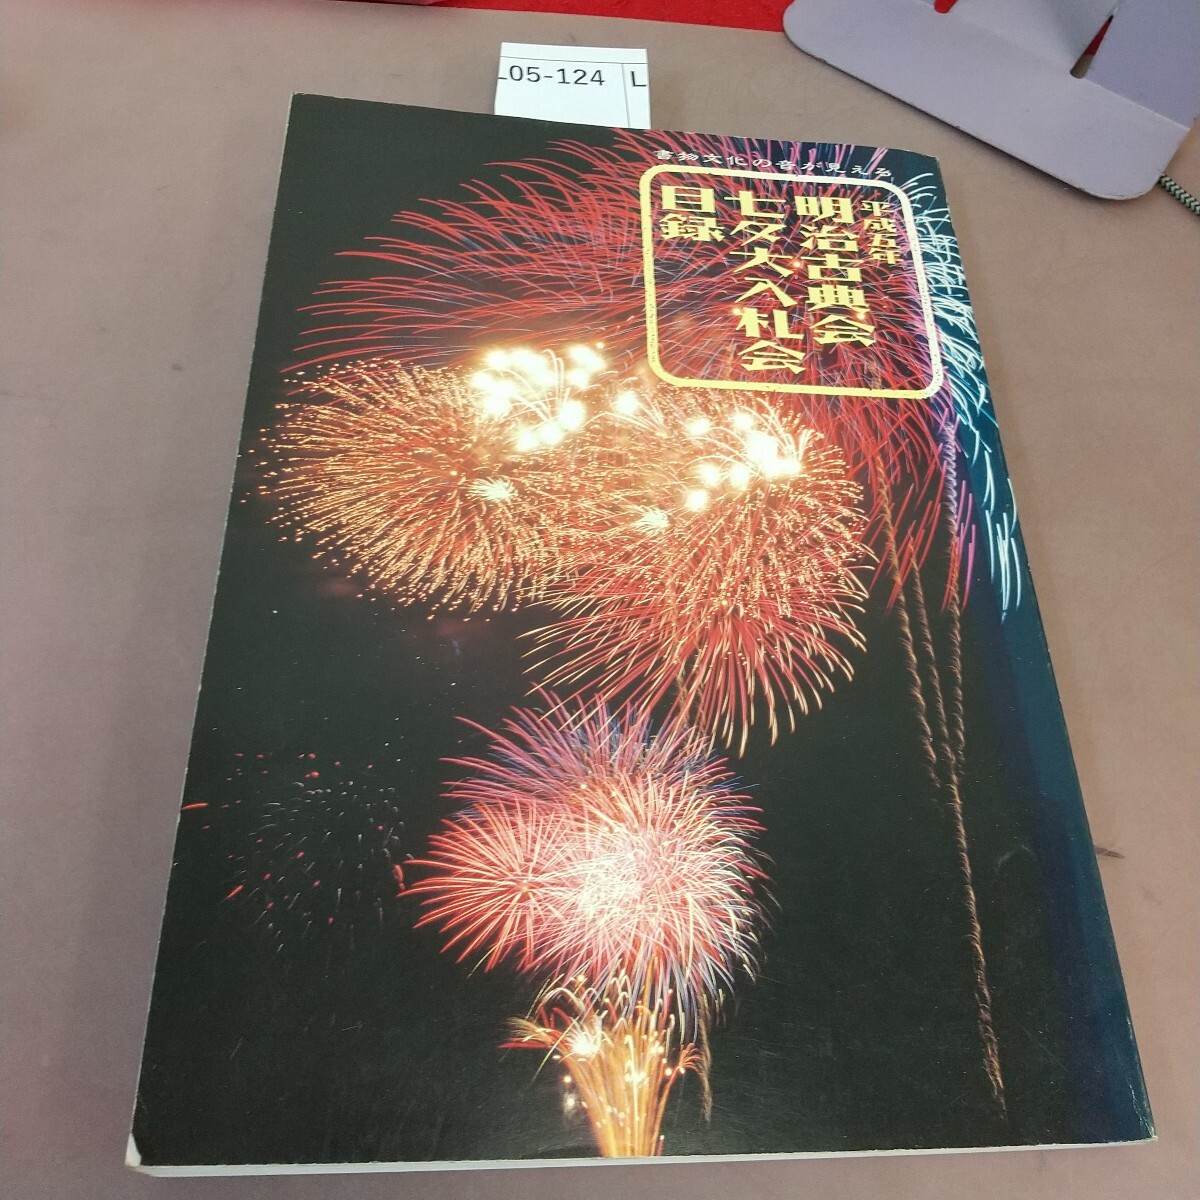 L05-124 L
書物文化の音が見える
平成五年
明治古典会
七夕大入札会
目録